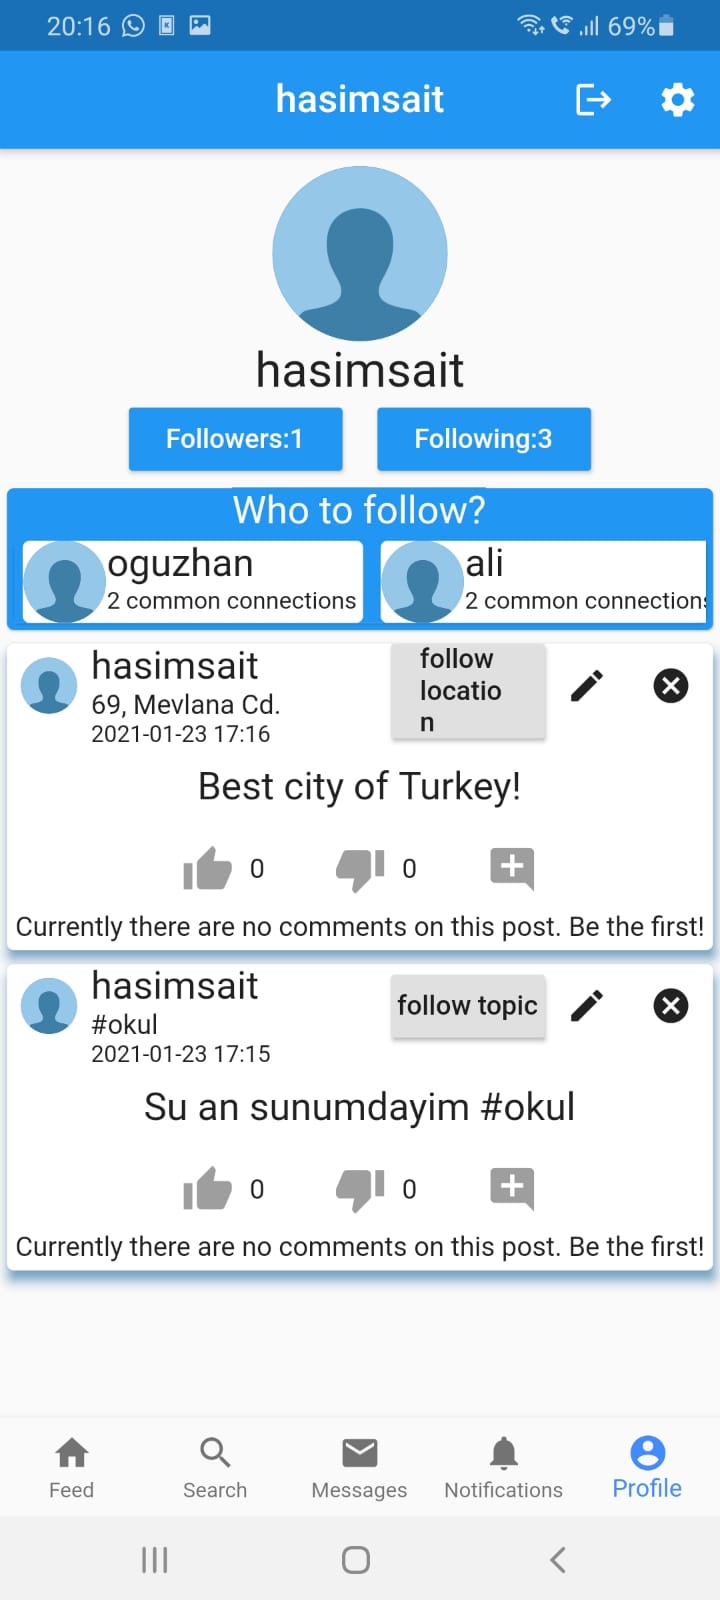 20:16
69%
hasimsait
hasimsait
Followers:1
Following:3
Who to follow?
oguzhan
2 common connections
ali
2 common connections
hasimsait
69, Mevlana Cd.
2021-01-23 17:16
follow
locatio
n
Best city of Turkey!
0
0
Currently there are no comments on this post. Be the first!
hasimsait
#okul
2021-01-23 17:15
follow topic
Su an sunumdayim #okul
0
0
Currently there are no comments on this post. Be the first!
Feed
Search
Messages
Notifications
Profile